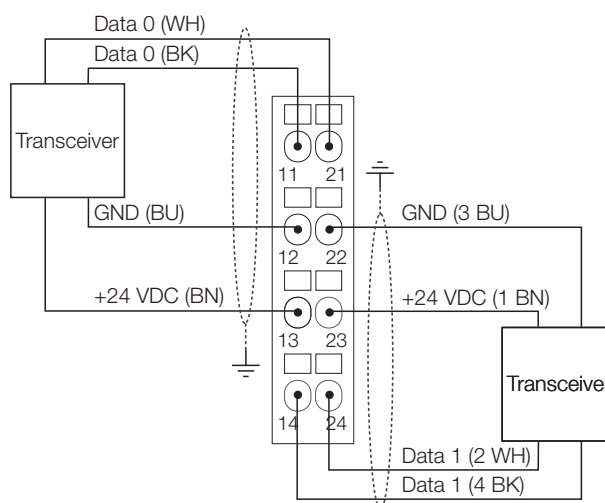 Data 0 (WH)
Data 0 (BK)
Transceiver
11 21
GND (BU)
GND (3 BU)
12 22
+24 VDC (BN)
+24 VDC (1 BN)
13 23
Transceiver
14 24
Data 1 (2 WH)
Data 1 (4 BK)